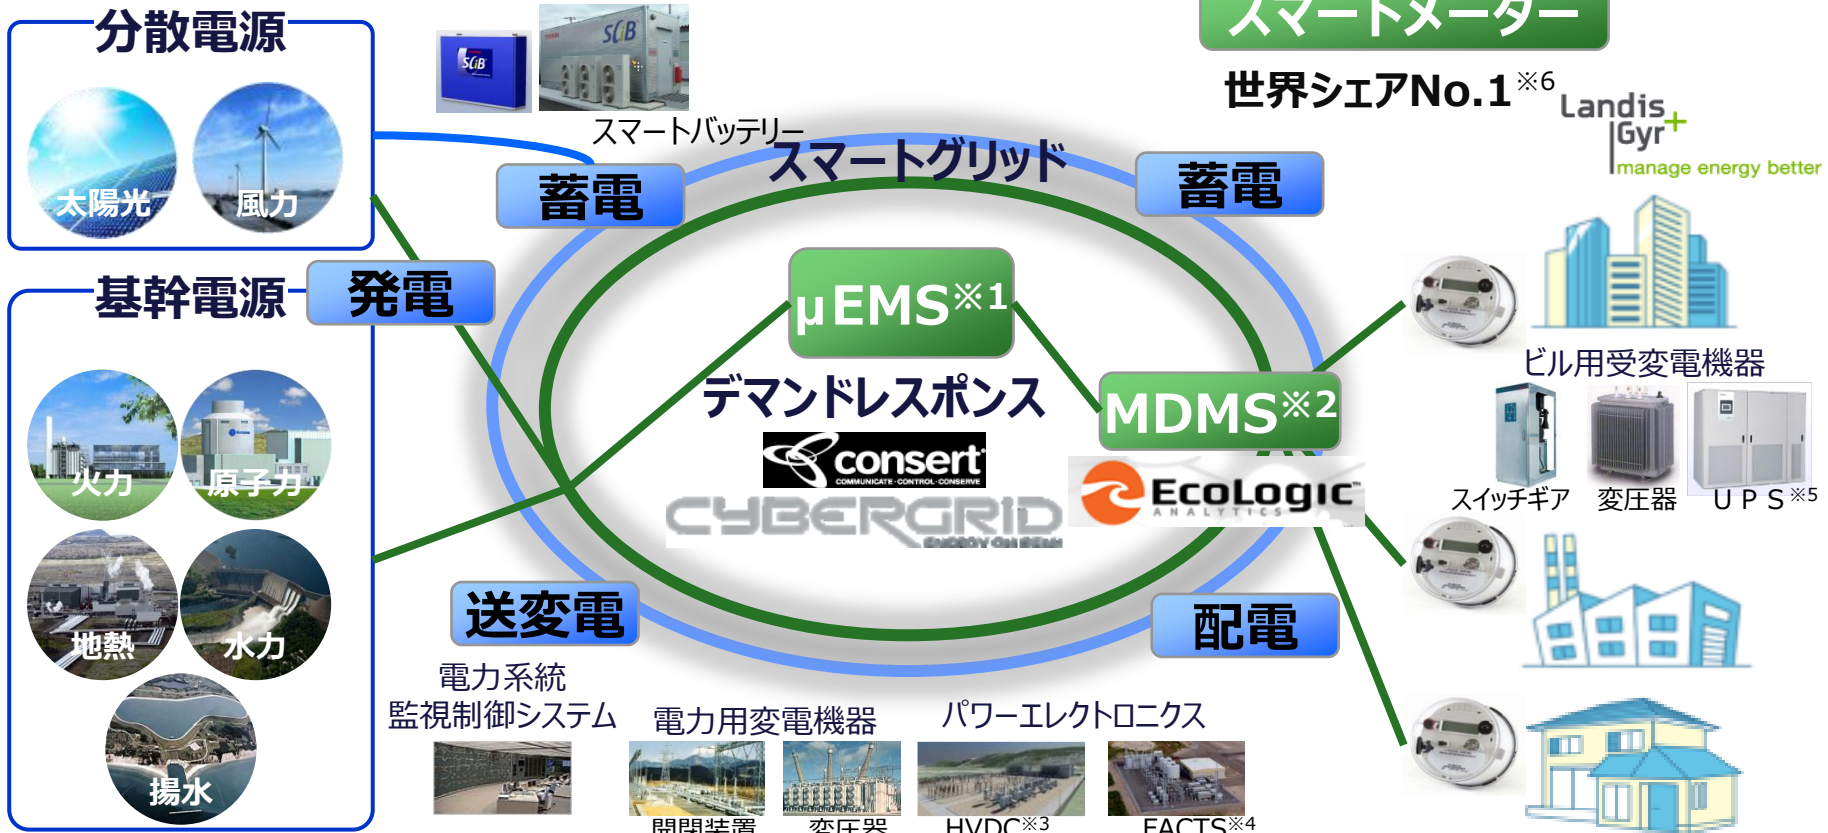 分散電源
太陽光
風力
SCiB
SCiB
スマートバッテリー
スマートメーター
世界シェアNo.1※6
Landis
|Gyr+
manage energy better
スマートグリッド
蓄電
蓄電
基幹電源
発電
μEMS※1
デマンドレスポンス
consert
COMMUNICATE·CONTROL·CONSERVE
CYBERGRID
MDMS※2
EcoLogic™
ANALYTICS
火力
原子力
地熱
水力
揚水
ビル用受変電機器
スイッチギア
変圧器
UPS※5
送変電
配電
電力系統
監視制御システム
電力用変電機器
パワーエレクトロニクス
開閉装置
変圧器
HVDC※3
FACTS※4